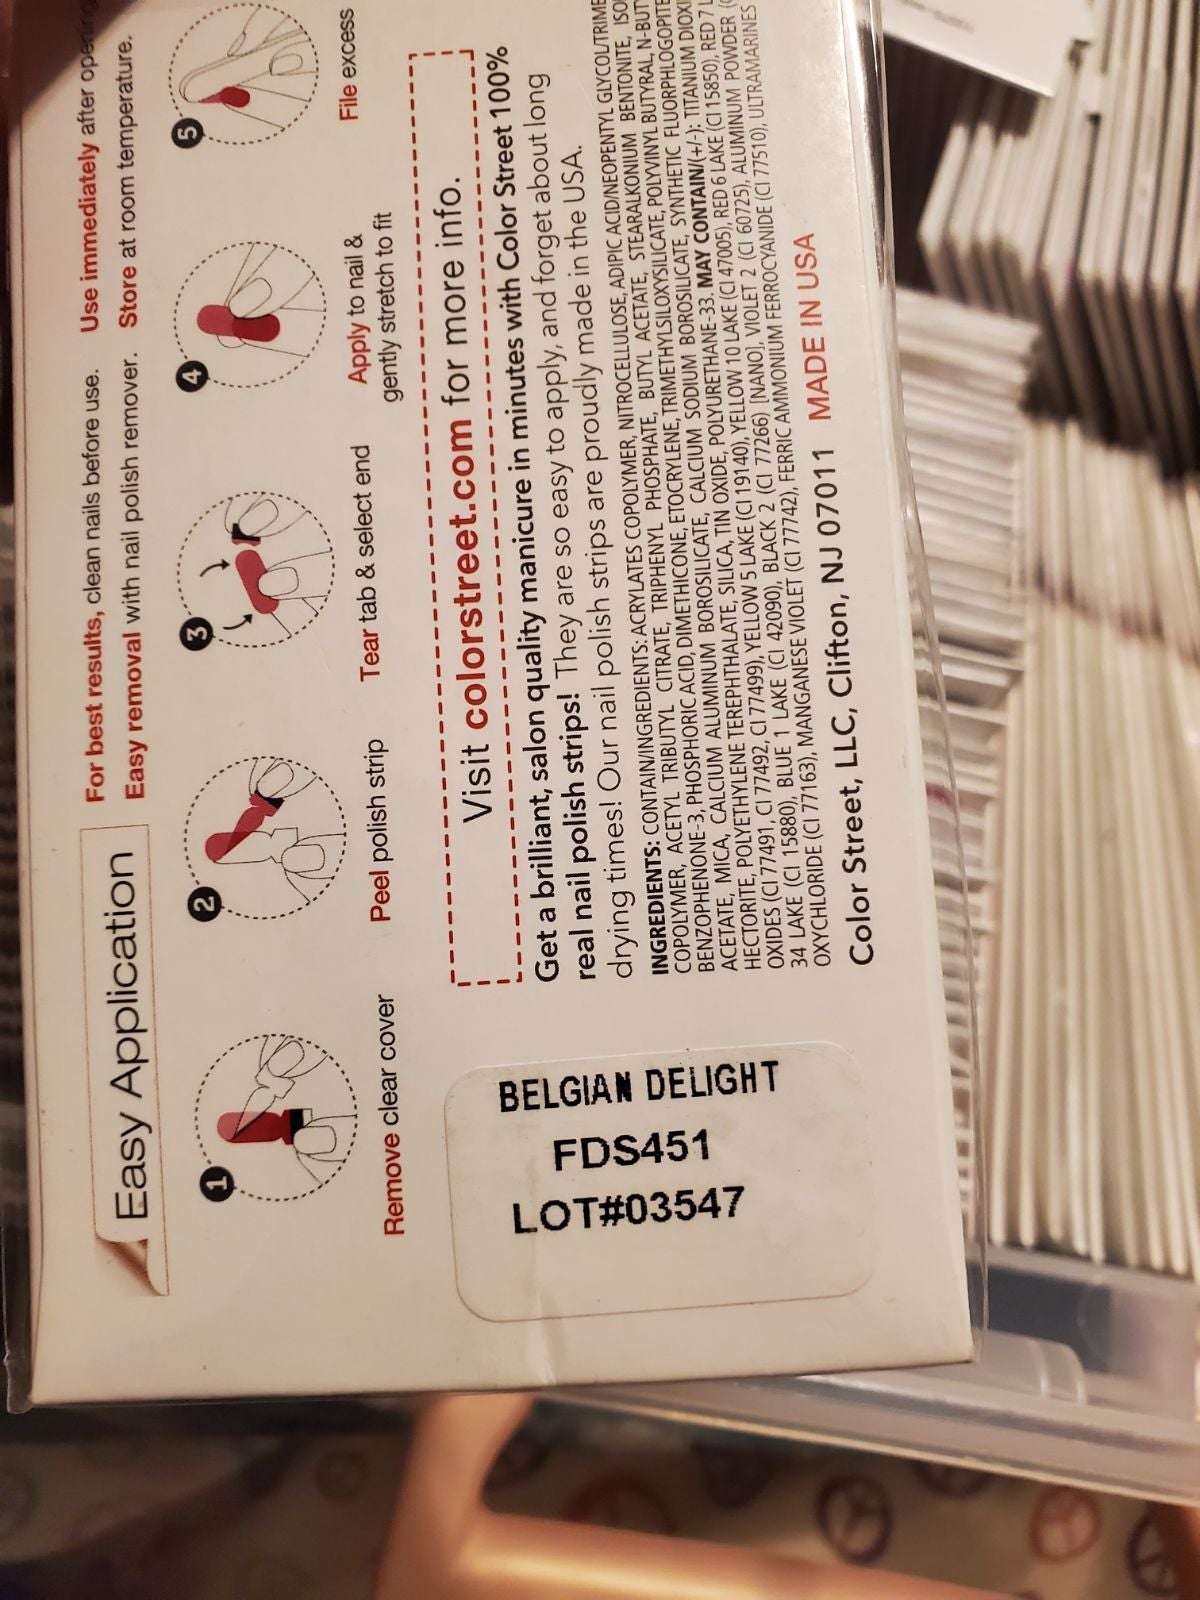 Easy Application
For best results, clean nails before use. Use immediately after opening
Easy removal with nail polish remover. Store at room temperature.
1
Remove clear cover
2
Peel polish strip
3
Tear tab & select end
4
Apply to nail &
gently stretch to fit
5
File excess
Visit colorstreet.com for more info.
Get a brilliant, salon quality manicure in minutes with Color Street 100%
real nail polish strips! They are so easy to apply, and forget about long
drying times! Our nail polish strips are proudly made in the USA.
INGREDIENTS: CONTAIN/INGREDIENTS: ACRYLATES COPOLYMER, NITROCELLULOSE, ADIPIC ACID/NEOPENTYL GLYCOL/TRIME
COPOLYMER, ACETYL TRIBUTYL CITRATE, TRIPHENYL PHOSPHATE, BUTYL ACETATE, STEARALKONIUM BENTONITE, ISO
BENZOPHENONE-3, PHOSPHORIC ACID, DIMETHICONE, ETOCRYLENE, TRIMETHYLSILOXYSILICATE, POLYVINYL BUTYRAL, N-BUTY
ACETATE, MICA, CALCIUM ALUMINUM BOROSILICATE, CALCIUM SODIUM BOROSILICATE, SYNTHETIC FLUORPHLOGOPITE
HECTORITE, POLYETHYLENE TEREPHTHALATE, SILICA, TIN OXIDE, POLYURETHANE-33. MAY CONTAIN/(+/-): TITANIUM DIOXI
OXIDES (CI 77491, CI 77492, CI 77499), YELLOW 5 LAKE (CI 19140), YELLOW 10 LAKE (CI 47005), RED 6 LAKE (CI 15850), RED 7 L
34 LAKE (CI 15880), BLUE 1 LAKE (CI 42090), BLACK 2 (CI 77266) [NANO], VIOLET 2 (CI 60725), ALUMINUM POWDER (C
OXYCHLORIDE (CI 77163), MANGANESE VIOLET (CI 77742), FERRIC AMMONIUM FERROCYANIDE (CI 77510), ULTRAMARINES
Color Street, LLC, Clifton, NJ 07011 MADE IN USA
BELGIAN DELIGHT
FDS451
LOT#03547